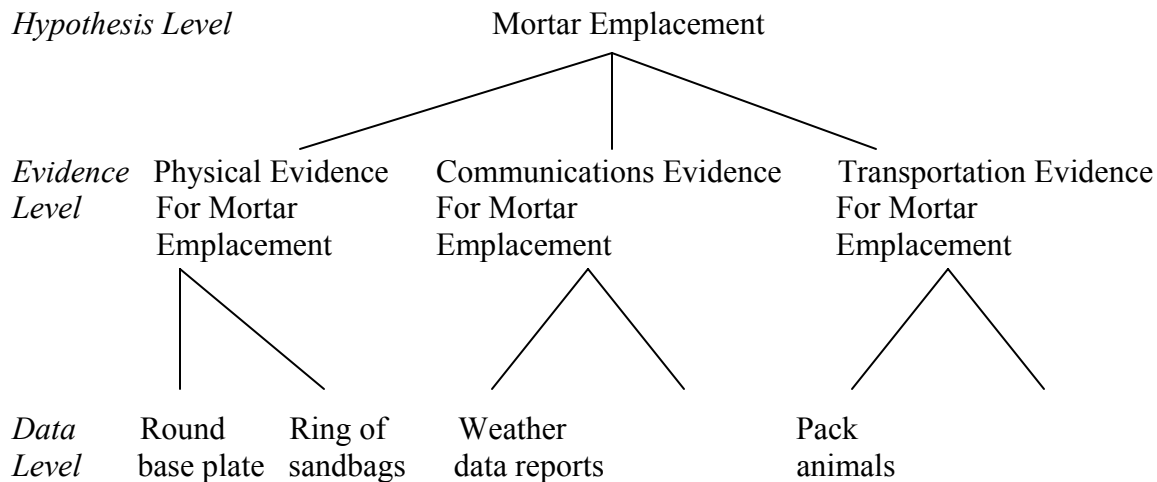 Hypothesis Level Mortar Emplacement
Evidence Physical Evidence Communications Evidence Transportation Evidence
Level For Mortar For Mortar For Mortar
Emplacement Emplacement Emplacement
Data Round Ring of Weather Pack
Level base plate sandbags data reports animals